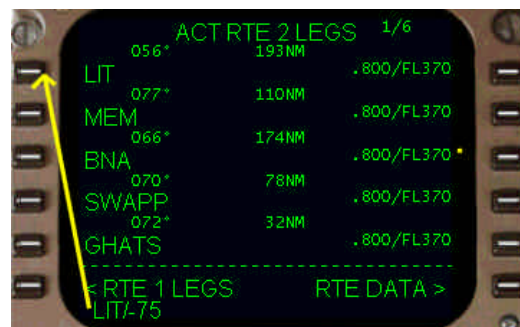 ACT RTE 2 LEGS 1/6
056° 193NM
LIT .800/FL370
077° 110NM
MEM .800/FL370
066° 174NM
BNA .800/FL370
070° 78NM
SWAPP .800/FL370
072° 32NM
GHATS .800/FL370
--------------------------------
< RTE 1 LEGS RTE DATA >
LIT/-75